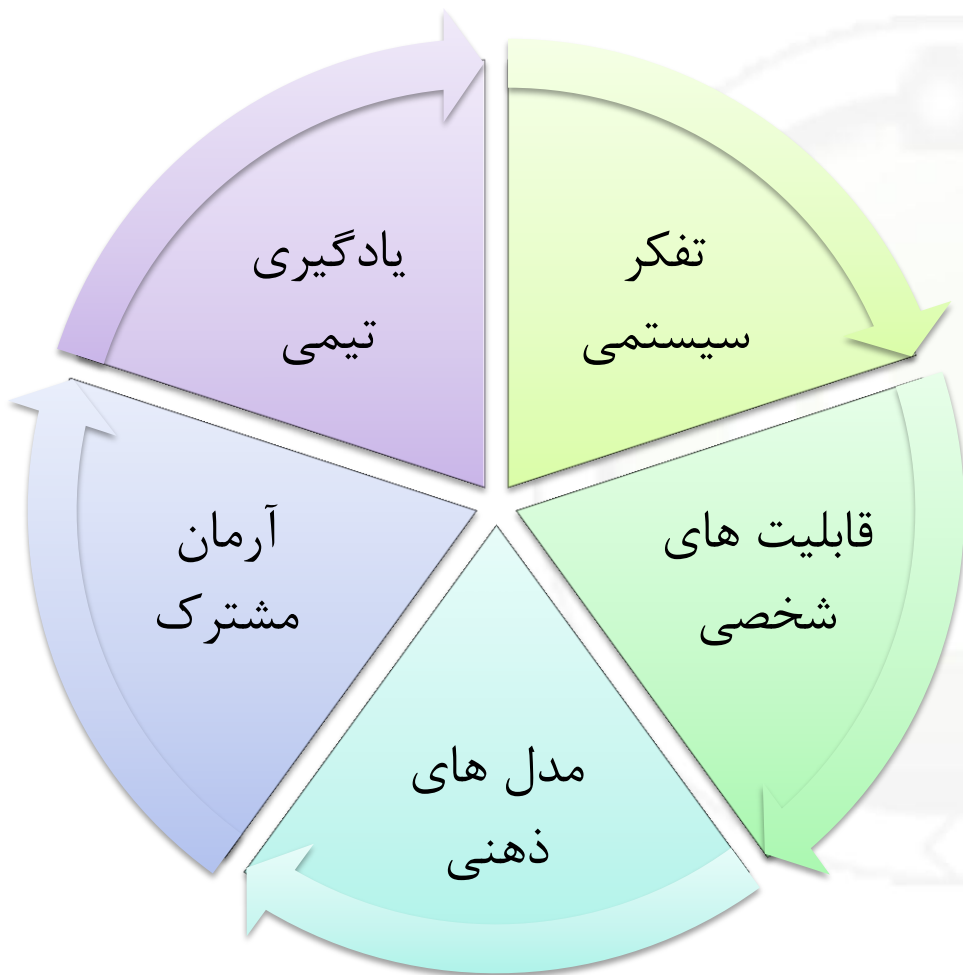 تفکر
سیستمی
قابلیت های
شخصی
مدل های
ذهنی
آرمان
مشترک
یادگیری
تیمی